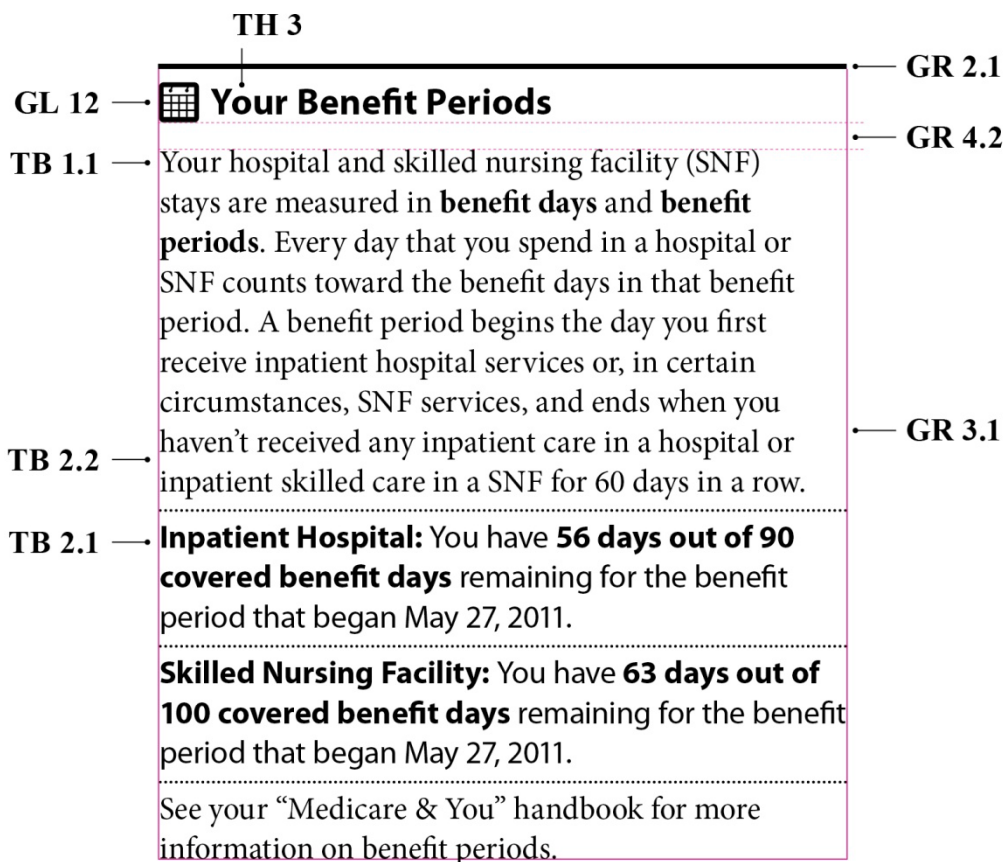 TH 3
GR 2.1
GL 12
Your Benefit Periods
GR 4.2
TB 1.1
Your hospital and skilled nursing facility (SNF)
stays are measured in benefit days and benefit
periods. Every day that you spend in a hospital or
SNF counts toward the benefit days in that benefit
period. A benefit period begins the day you first
receive inpatient hospital services or, in certain
circumstances, SNF services, and ends when you
GR 3.1
haven’t received any inpatient care in a hospital or
TB 2.2
inpatient skilled care in a SNF for 60 days in a row.
TB 2.1
Inpatient Hospital: You have 56 days out of 90
covered benefit days remaining for the benefit
period that began May 27, 2011.
Skilled Nursing Facility: You have 63 days out of
100 covered benefit days remaining for the benefit
period that began May 27, 2011.
See your “Medicare & You” handbook for more
information on benefit periods.